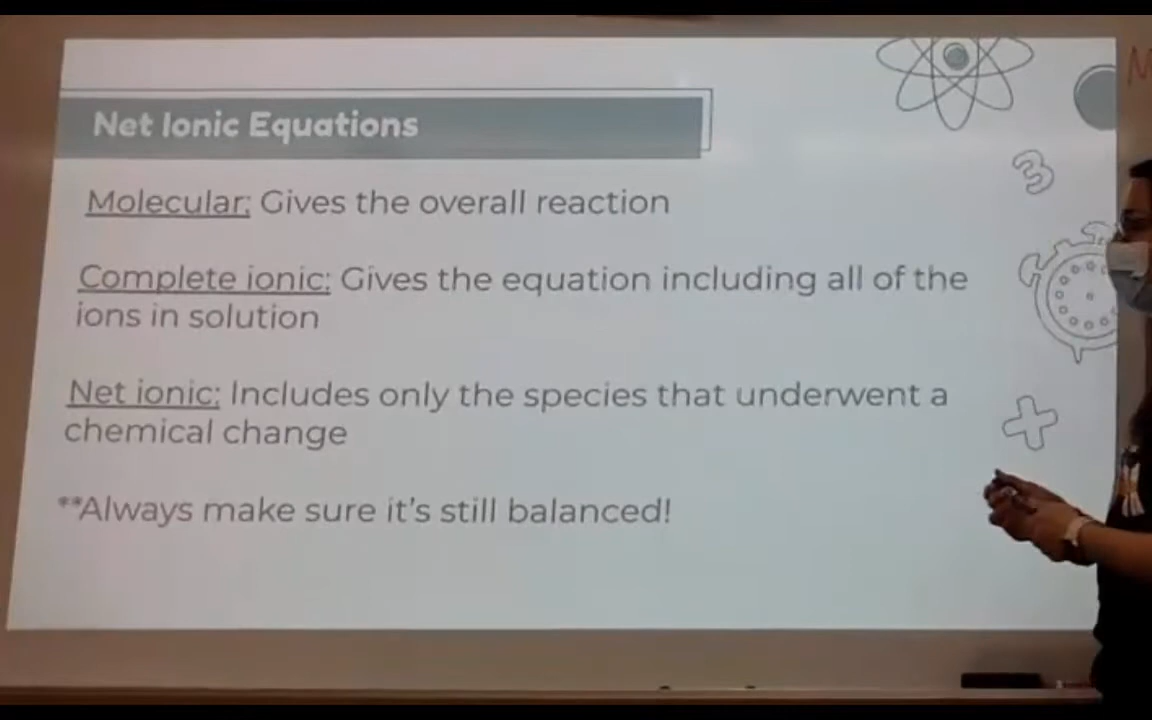 Net Ionic Equations
Molecular: Gives the overall reaction
Complete ionic: Gives the equation including all of the
ions in solution
Net ionic: Includes only the species that underwent a
chemical change
**Always make sure it's still balanced!
3
M